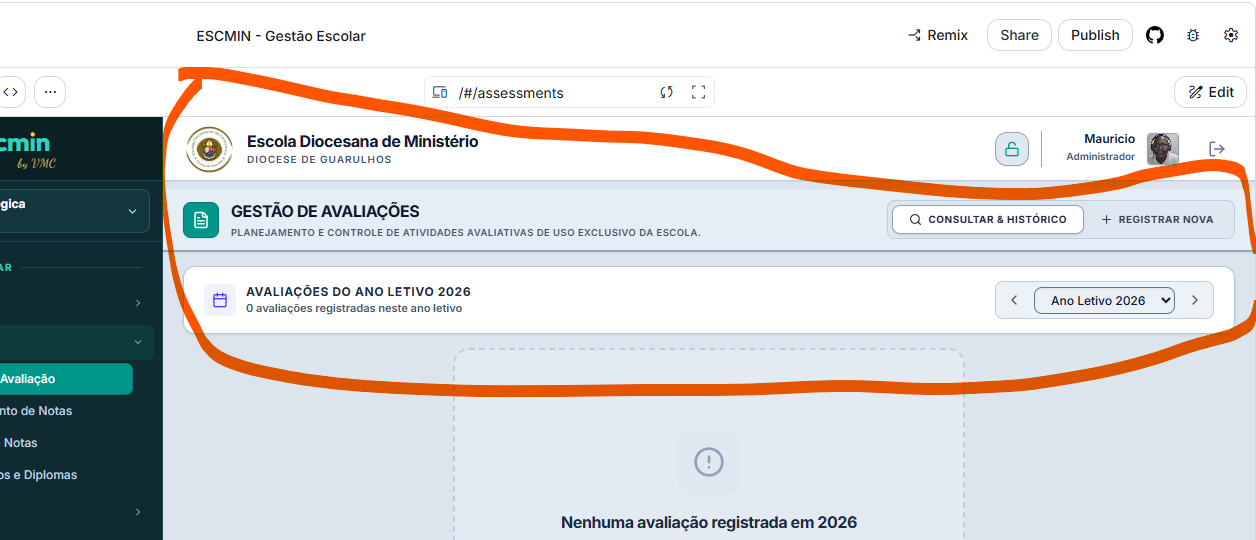 ESCMIN - Gestão Escolar
Remix
Share
Publish
/#/assessments
Edit
cmin
by VMC
gica
AR
Avaliação
nto de Notas
Notas
os e Diplomas
Escola Diocesana de Ministério
DIOCESE DE GUARULHOS
Mauricio
Administrador
GESTÃO DE AVALIAÇÕES
PLANEJAMENTO E CONTROLE DE ATIVIDADES AVALIATIVAS DE USO EXCLUSIVO DA ESCOLA.
CONSULTAR & HISTÓRICO
REGISTRAR NOVA
AVALIAÇÕES DO ANO LETIVO 2026
0 avaliações registradas neste ano letivo
Ano Letivo 2026
Nenhuma avaliação registrada em 2026